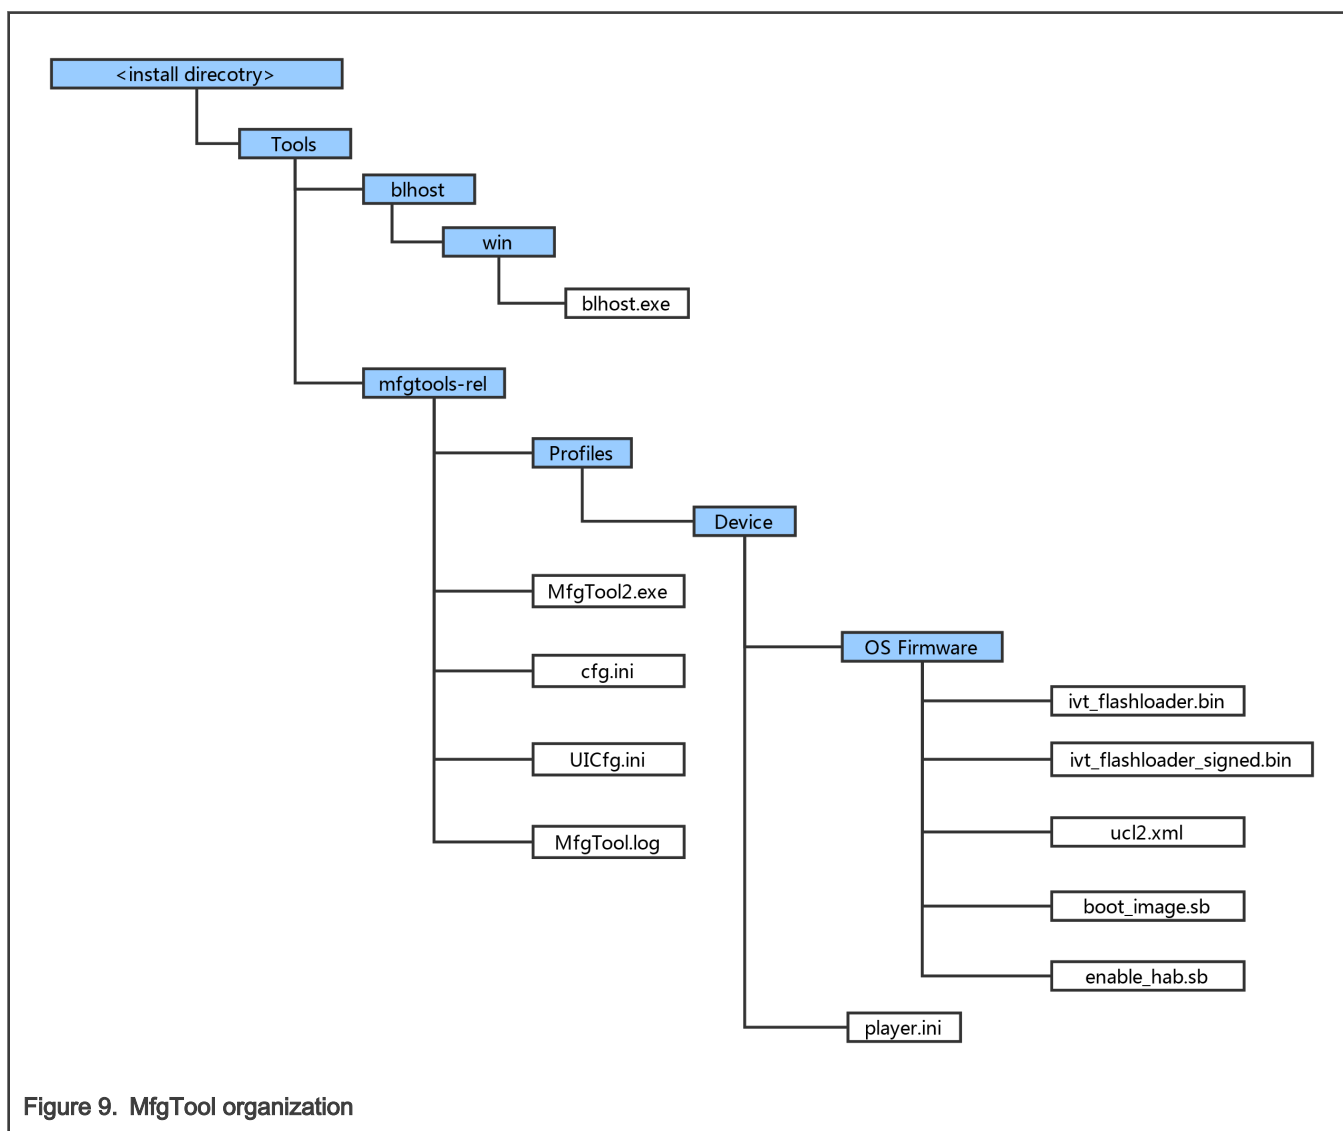 <install direcotry>
Tools
blhost
win
blhost.exe
mfgtools-rel
Profiles
Device
MfgTool2.exe
OS Firmware
cfg.ini
ivt_flashloader.bin
UICfg.ini
ivt_flashloader_signed.bin
ucl2.xml
MfgTool.log
boot_image.sb
enable_hab.sb
player.ini
Figure 9. MfgTool organization